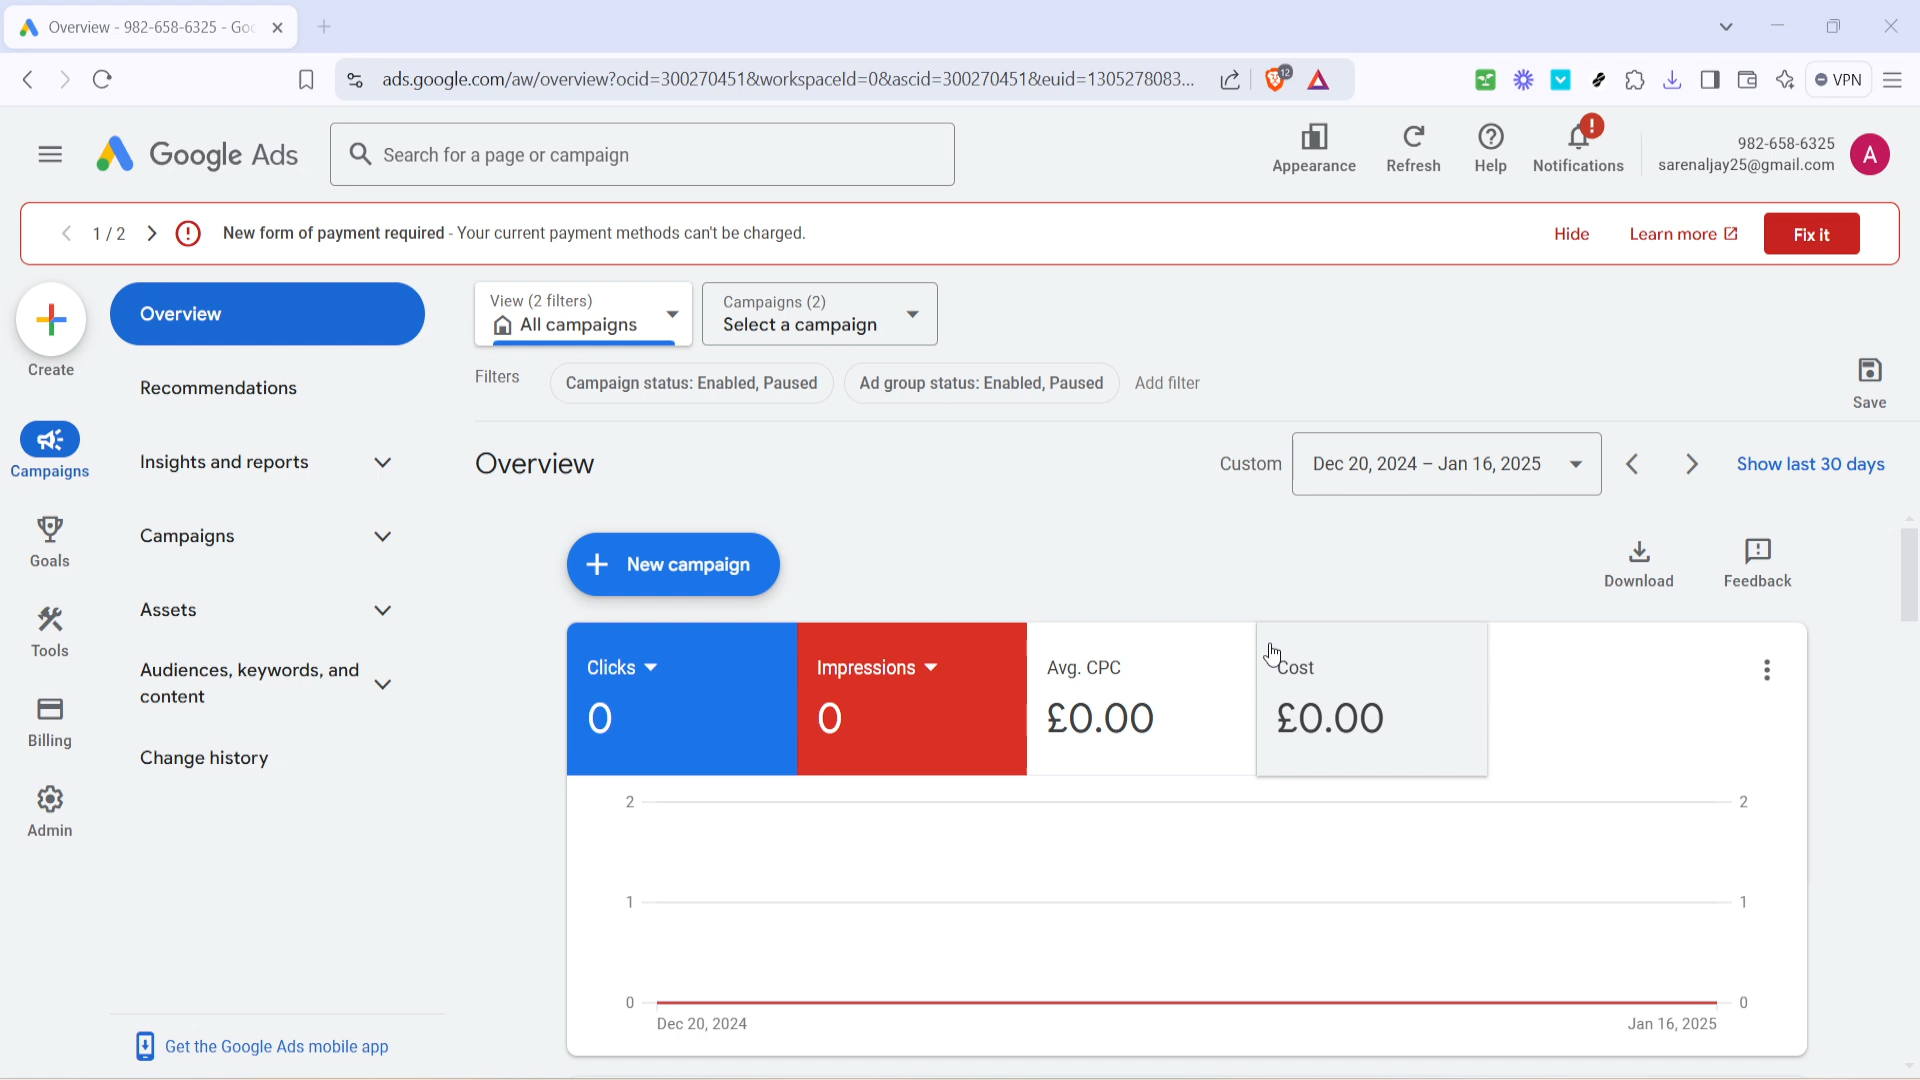 Overview - 982-658-6325 - Goo
ads.google.com/aw/overview?ocid=300270451&workspaceId=0&ascid=300270451&euid=1305278083...
12
VPN
Google Ads
Search for a page or campaign
Appearance
Refresh
Help
Notifications
982-658-6325
sarenaljay25@gmail.com
A
1 / 2
New form of payment required - Your current payment methods can't be charged.
Hide
Learn more
Fix it
Create
Campaigns
Goals
Tools
Billing
Admin
Overview
Recommendations
Insights and reports
Campaigns
Assets
Audiences, keywords, and
content
Change history
Get the Google Ads mobile app
View (2 filters)
All campaigns
Campaigns (2)
Select a campaign
Filters
Campaign status: Enabled, Paused
Ad group status: Enabled, Paused
Add filter
Save
Overview
Custom
Dec 20, 2024 – Jan 16, 2025
Show last 30 days
New campaign
Download
Feedback
Clicks
0
Impressions
0
Avg. CPC
£0.00
Cost
£0.00
2
2
1
1
0
0
Dec 20, 2024
Jan 16, 2025